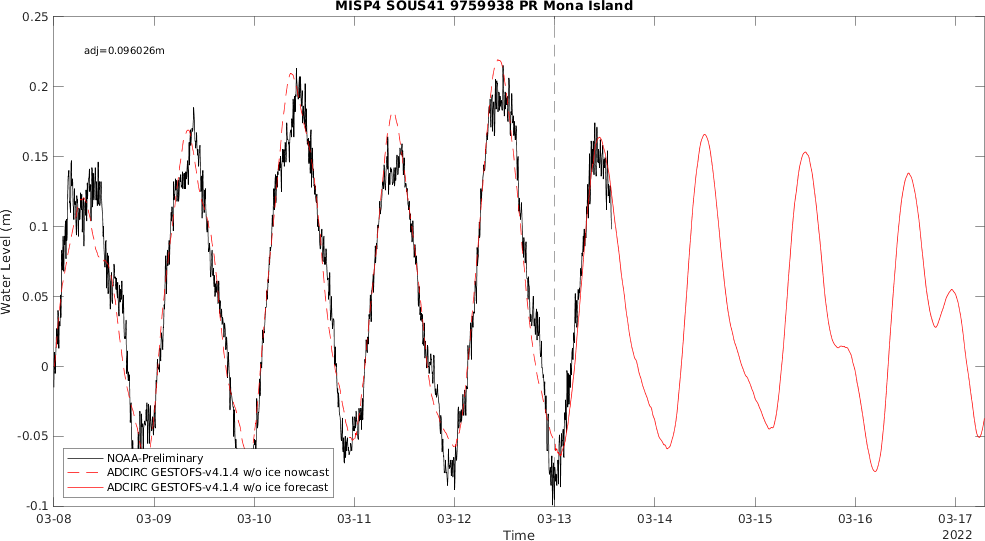 MISP4 SOUS41 9759938 PR Mona Island
adj=0.096026m
Water Level (m)
0.25
0.2
0.15
0.1
0.05
0
-0.05
-0.1
NOAA-Preliminary
ADCIRC GESTOFS-v4.1.4 w/o ice nowcast
ADCIRC GESTOFS-v4.1.4 w/o ice forecast
03-08 03-09 03-10 03-11 03-12 03-13 03-14 03-15 03-16 03-17
Time
2022